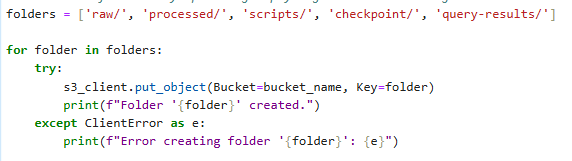 folders = ['raw/', 'processed/', 'scripts/', 'checkpoint/', 'query-results/']
for folder in folders:
    try:
        s3_client.put_object(Bucket=bucket_name, Key=folder)
        print(f"Folder '{folder}' created.")
    except ClientError as e:
        print(f"Error creating folder '{folder}': {e}")